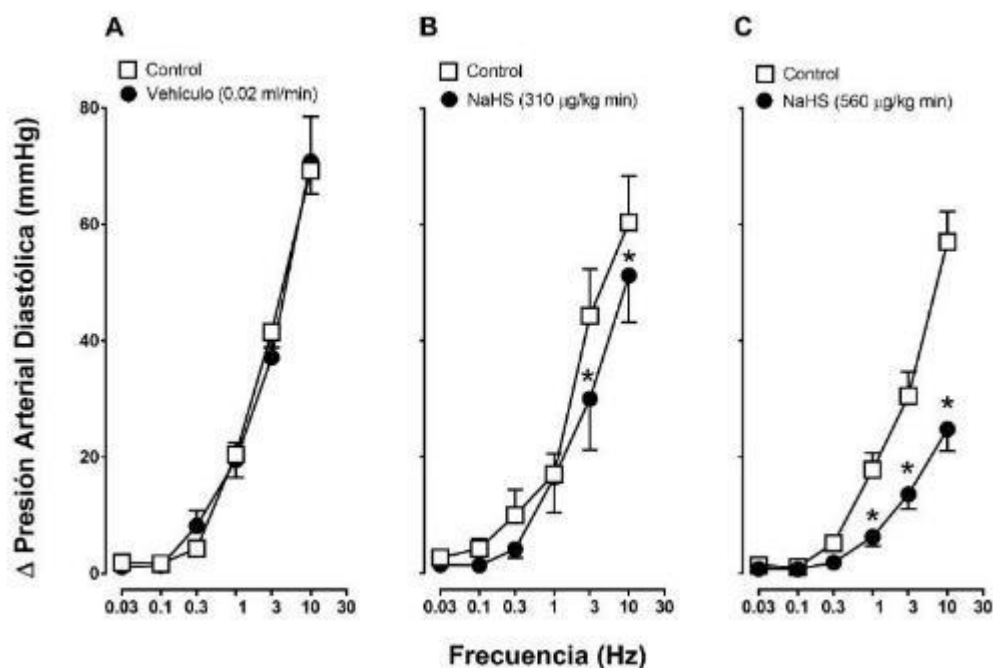 A
Control
Vehículo (0.02 ml/min)
B
Control
NaHS (310 µg/kg min)
C
Control
NaHS (560 µg/kg min)
Δ Presión Arterial Diastólica (mmHg)
80
60
40
20
0
* *
* * *
0.03 0.1 0.3 1 3 10 30
0.03 0.1 0.3 1 3 10 30
0.03 0.1 0.3 1 3 10 30
Frecuencia (Hz)